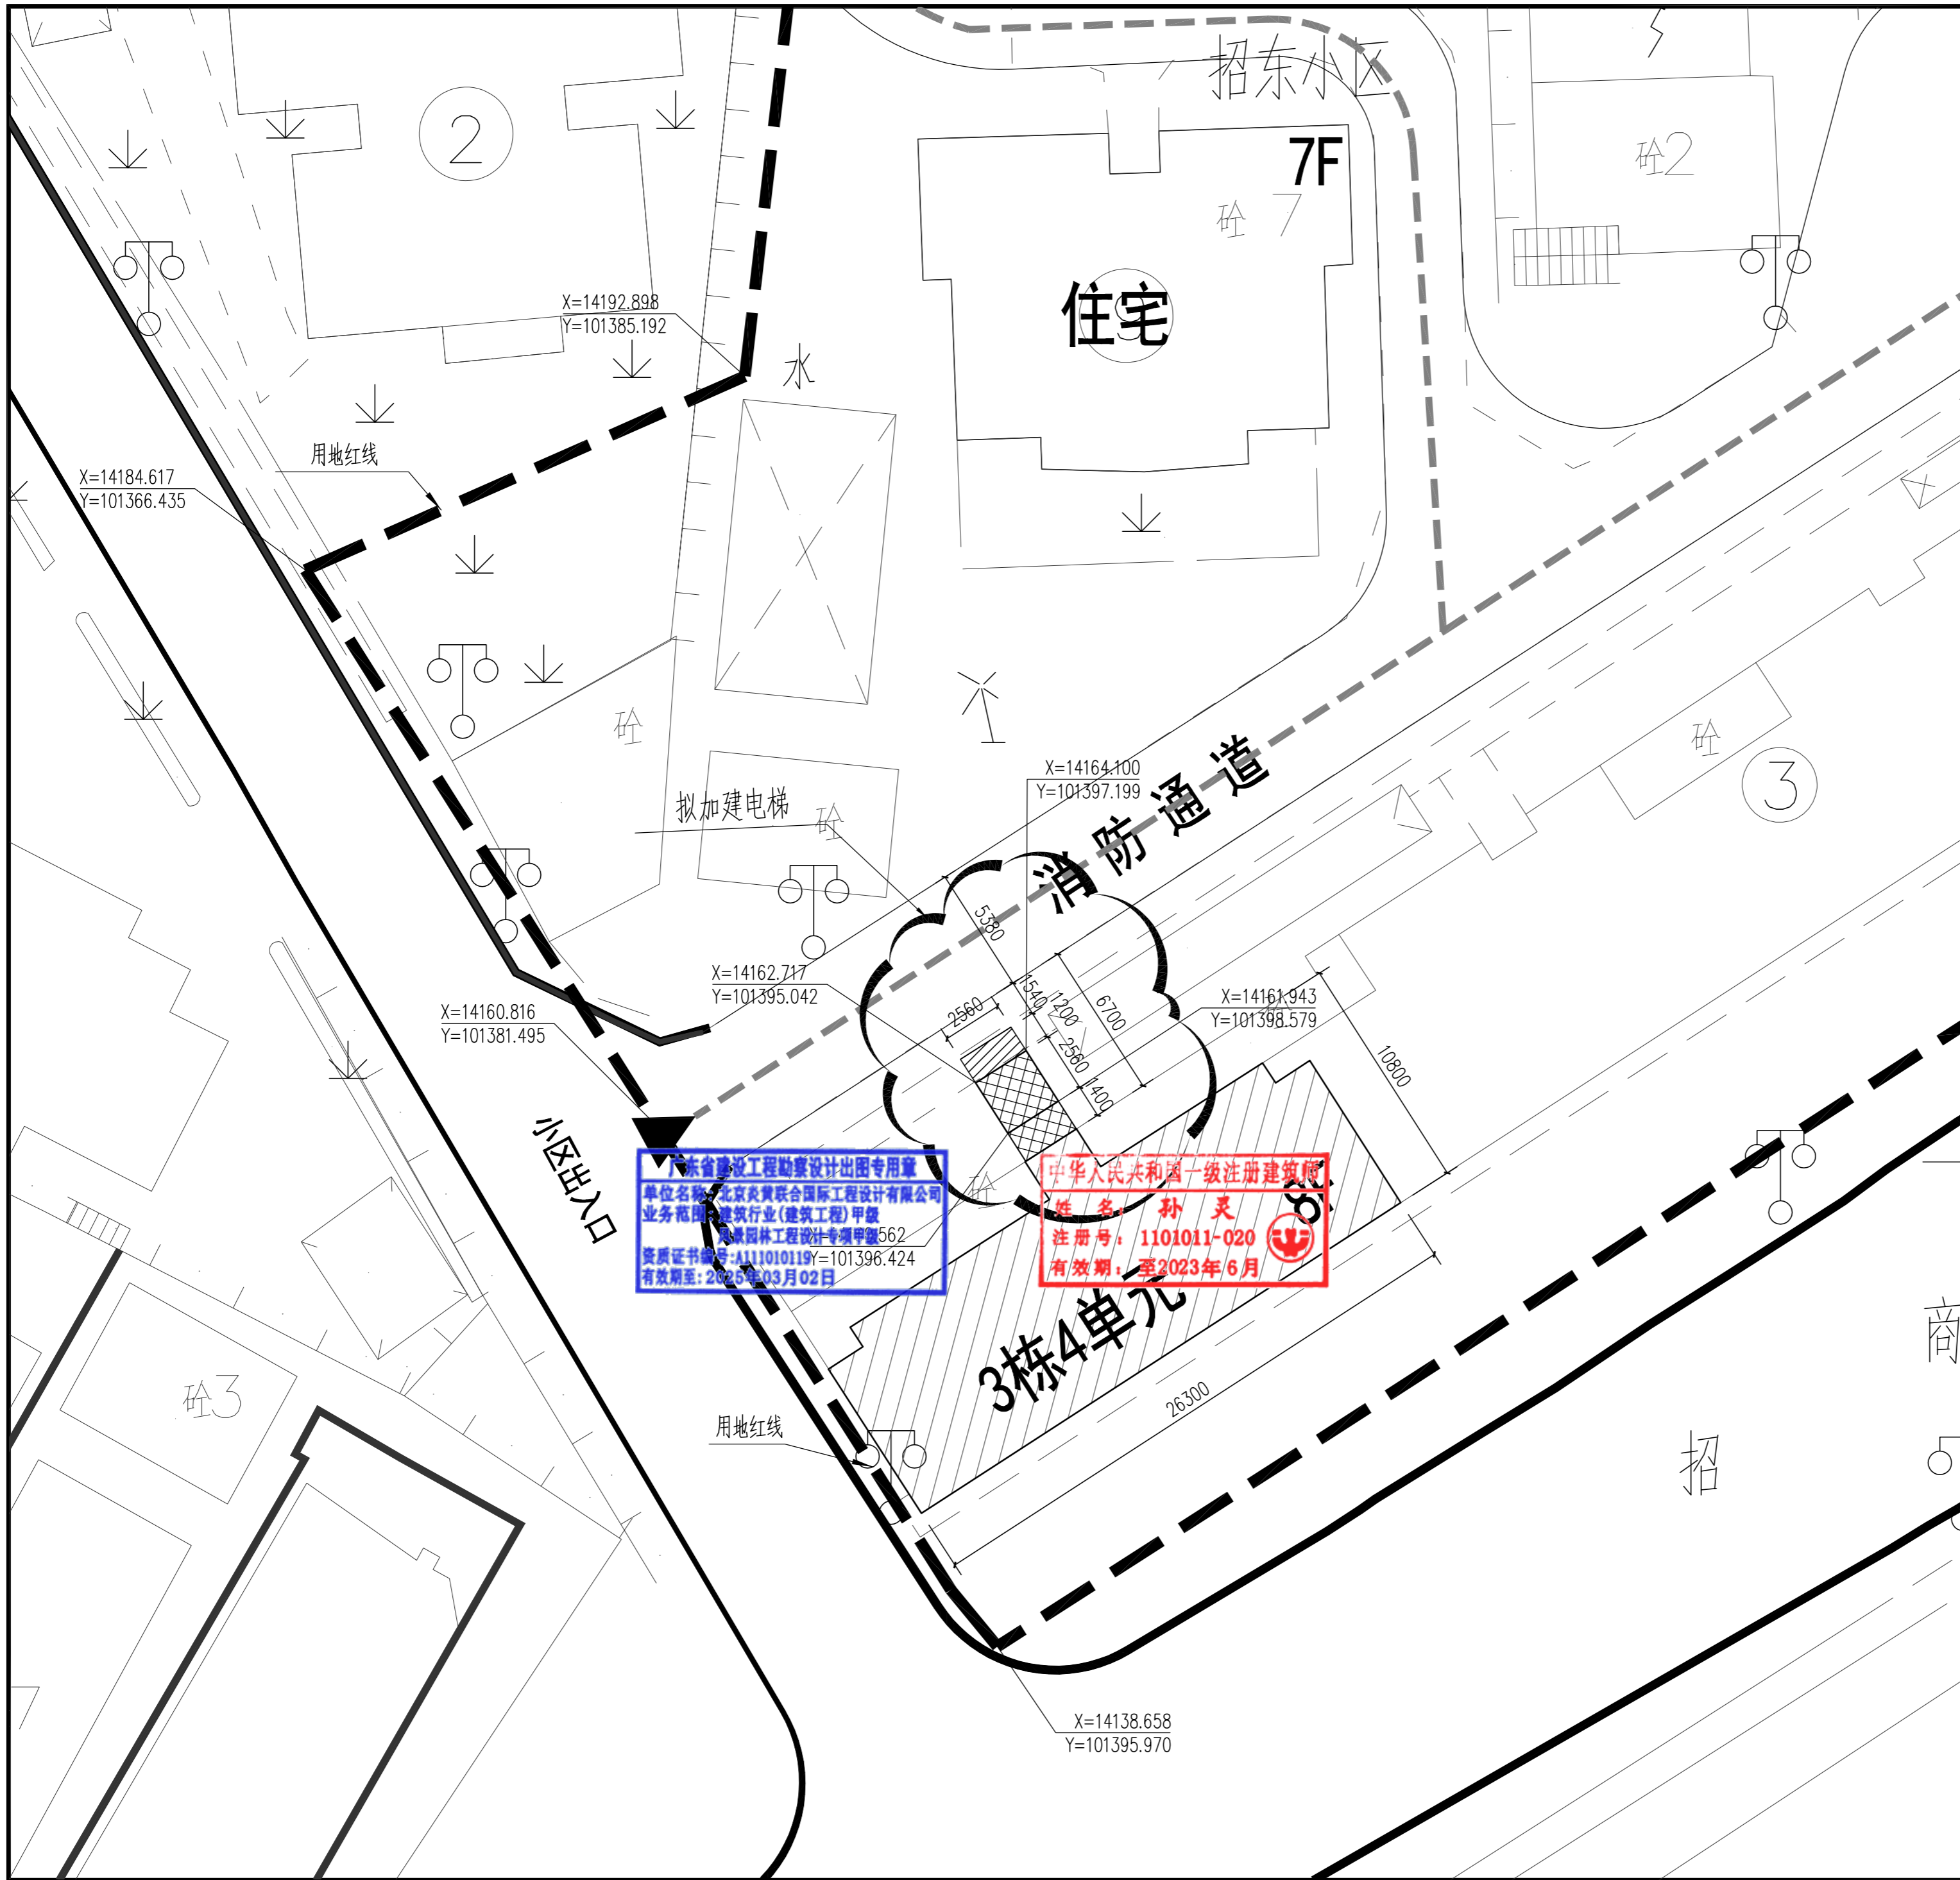 招东小区
②
7F
砼2
砼 7
住宅
X=14192.898
Y=101385.192
水
用地红线
X=14184.617
Y=101366.435
砼
砼
3
X=14164.100
Y=101397.199
消防通道
拟加建电梯
砼
5380
X=14162.717
Y=101395.042
2560
1540
1200
6700
X=14161.943
Y=101398.579
X=14160.816
Y=101381.495
2560
1400
10800
小区出入口
砼
广东省建设工程勘察设计出图专用章
单位名称:北京炎黄联合国际工程设计有限公司
业务范围:建筑行业(建筑工程)甲级
风景园林工程设计专项甲级
562
资质证书编号:A111010119
Y=101396.424
有效期至:2025年03月02日
中华人民共和国一级注册建筑师
姓 名: 孙 灵
注册号: 1101011-020
有效期: 至2023年6月
3栋4单元
商
砼3
26300
用地红线
招
X=14138.658
Y=101395.970